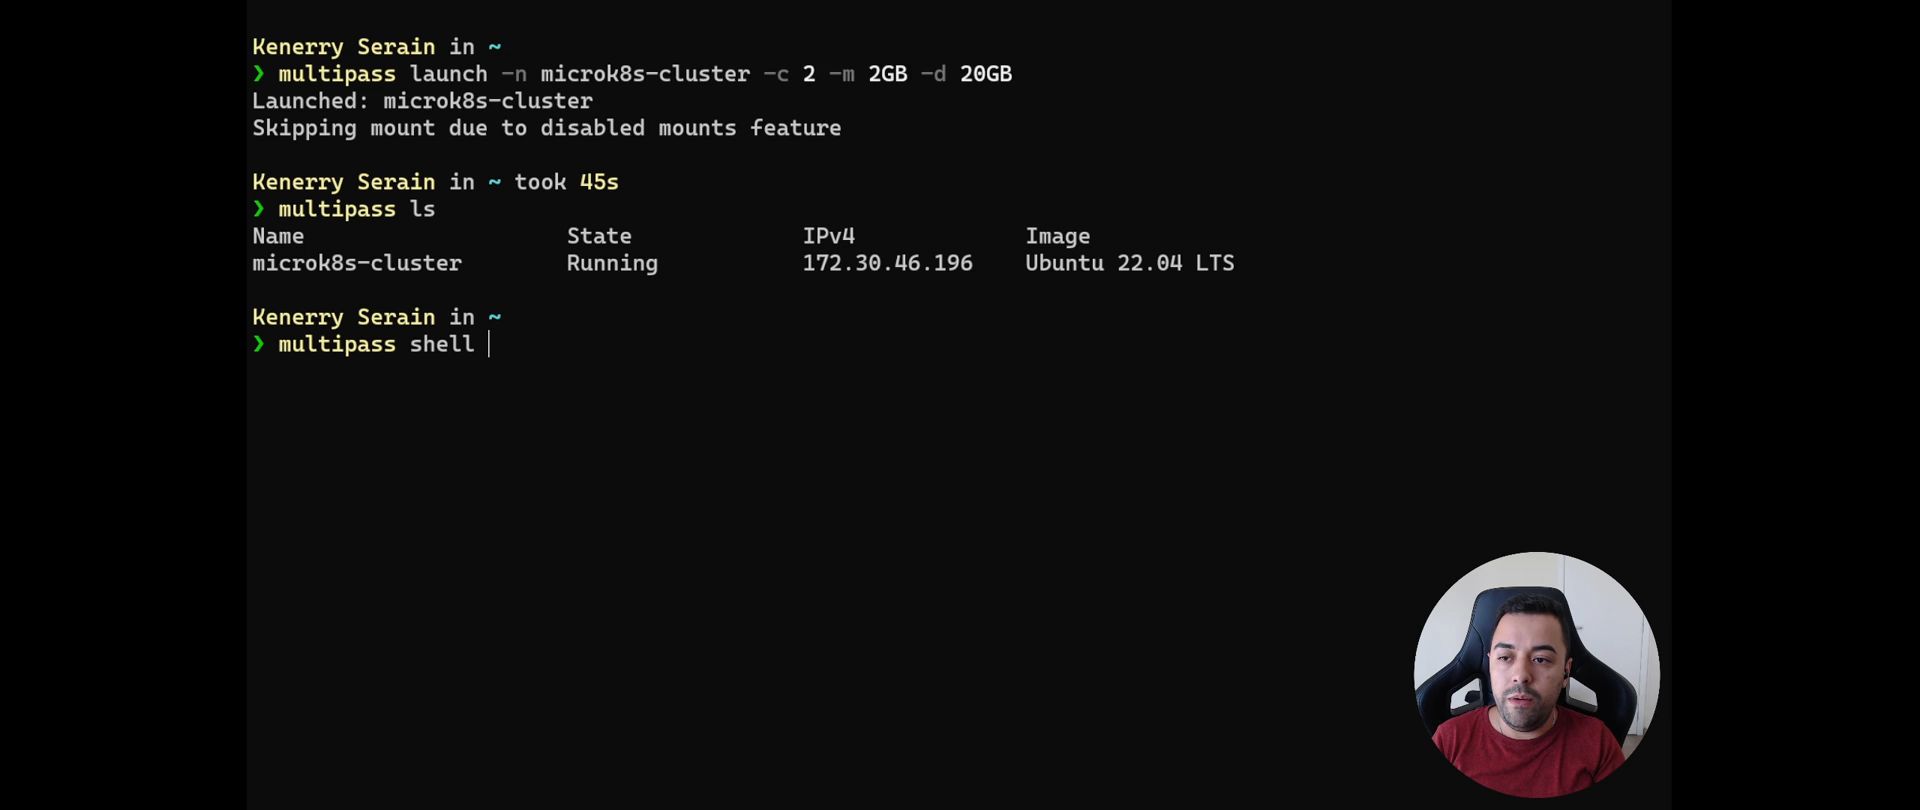 Kenerry Serain in ~
❯ multipass launch -n microk8s-cluster -c 2 -m 2GB -d 20GB
Launched: microk8s-cluster
Skipping mount due to disabled mounts feature
Kenerry Serain in ~ took 45s
❯ multipass ls
Name State IPv4 Image
microk8s-cluster Running 172.30.46.196 Ubuntu 22.04 LTS
Kenerry Serain in ~
❯ multipass shell